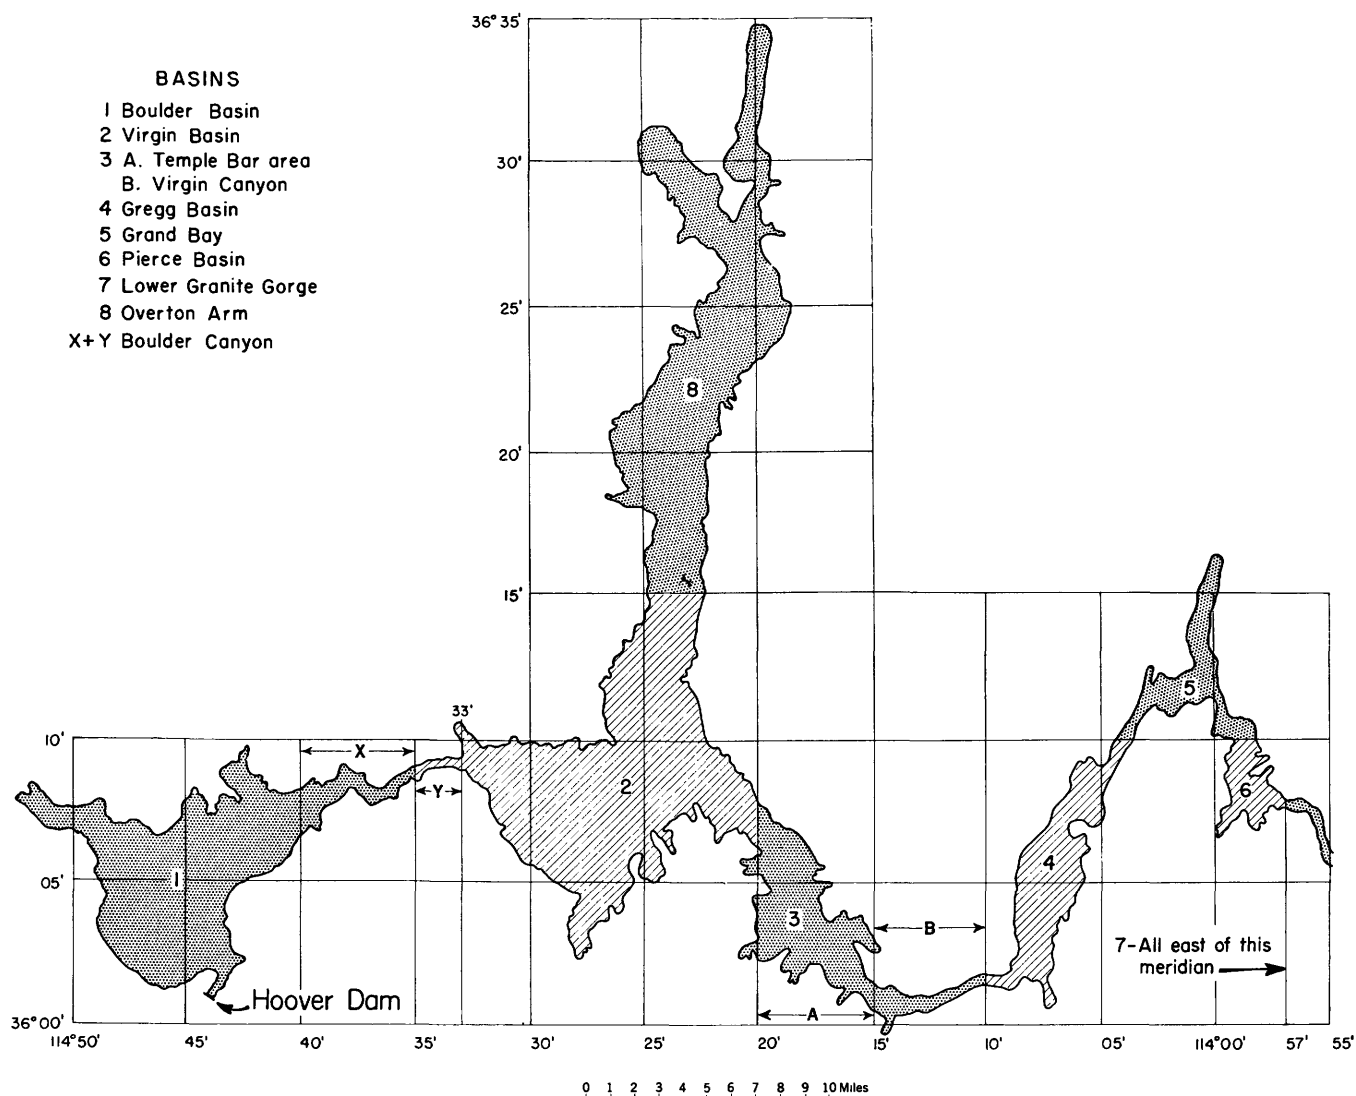 36° 35'
BASINS
1 Boulder Basin
2 Virgin Basin
3 A. Temple Bar area
B. Virgin Canyon
4 Gregg Basin
5 Grand Bay
6 Pierce Basin
7 Lower Granite Gorge
8 Overton Arm
X+Y Boulder Canyon
30'
25'
8
20'
15'
5
33'
10'
X
2
Y
6
4
1
05'
3
B
7-All east of this
meridian
Hoover Dam
A
36° 00'
114° 50' 45' 40' 35' 30' 25' 20' 15' 10' 05' 114° 00' 57' 55'
0 1 2 3 4 5 6 7 8 9 10 Miles